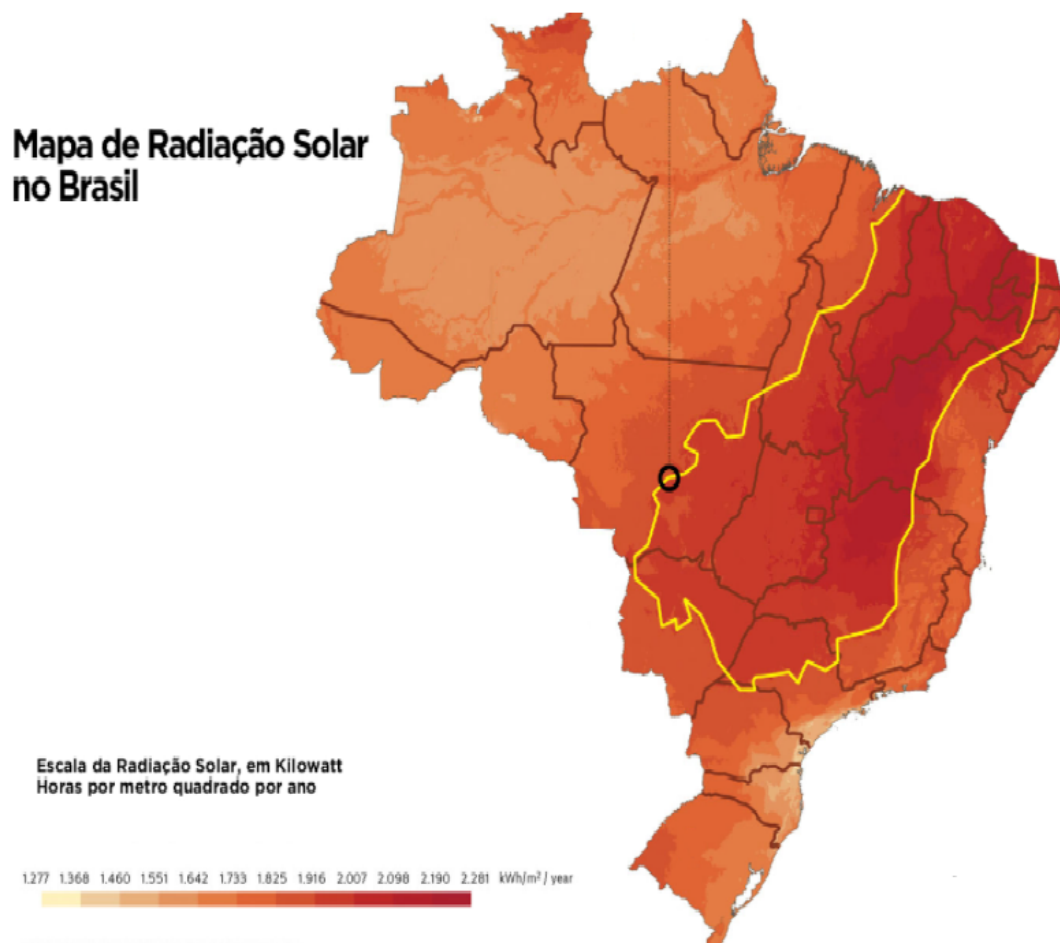 Mapa de Radiação Solar
no Brasil
Escala da Radiação Solar, em Kilowatt
Horas por metro quadrado por ano
1.277 1.368 1.460 1.551 1.642 1.733 1.825 1.916 2.007 2.098 2.190 2.281 kWh/m² / year